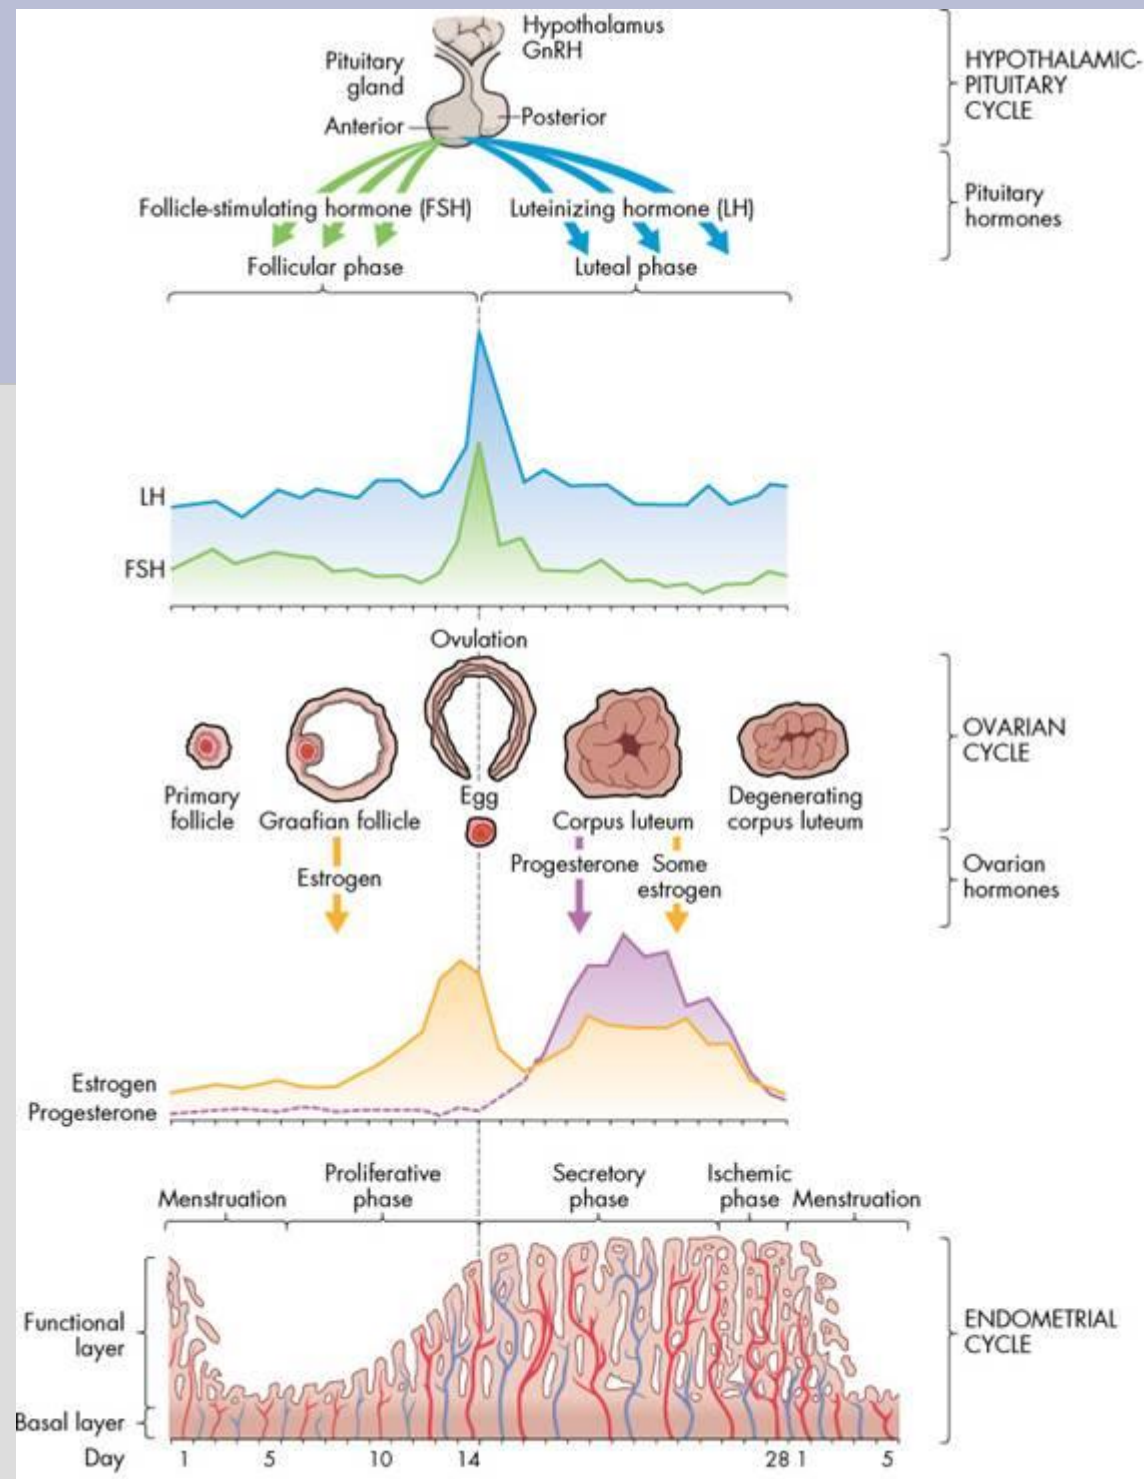 Hypothalamus
GnRH
Pituitary
gland
Anterior
Posterior
HYPOTHALAMIC-
PITUITARY
CYCLE
Follicle-stimulating hormone (FSH)
Luteinizing hormone (LH)
Pituitary
hormones
Follicular phase
Luteal phase
LH
FSH
Ovulation
Primary
follicle
Graafian follicle
Egg
Corpus luteum
Degenerating
corpus luteum
OVARIAN
CYCLE
Estrogen
Progesterone
Some
estrogen
Ovarian
hormones
Estrogen
Progesterone
Menstruation
Proliferative
phase
Secretory
phase
Ischemic
phase
Menstruation
Functional
layer
Basal layer
ENDOMETRIAL
CYCLE
Day 1 5 10 14 28 1 5